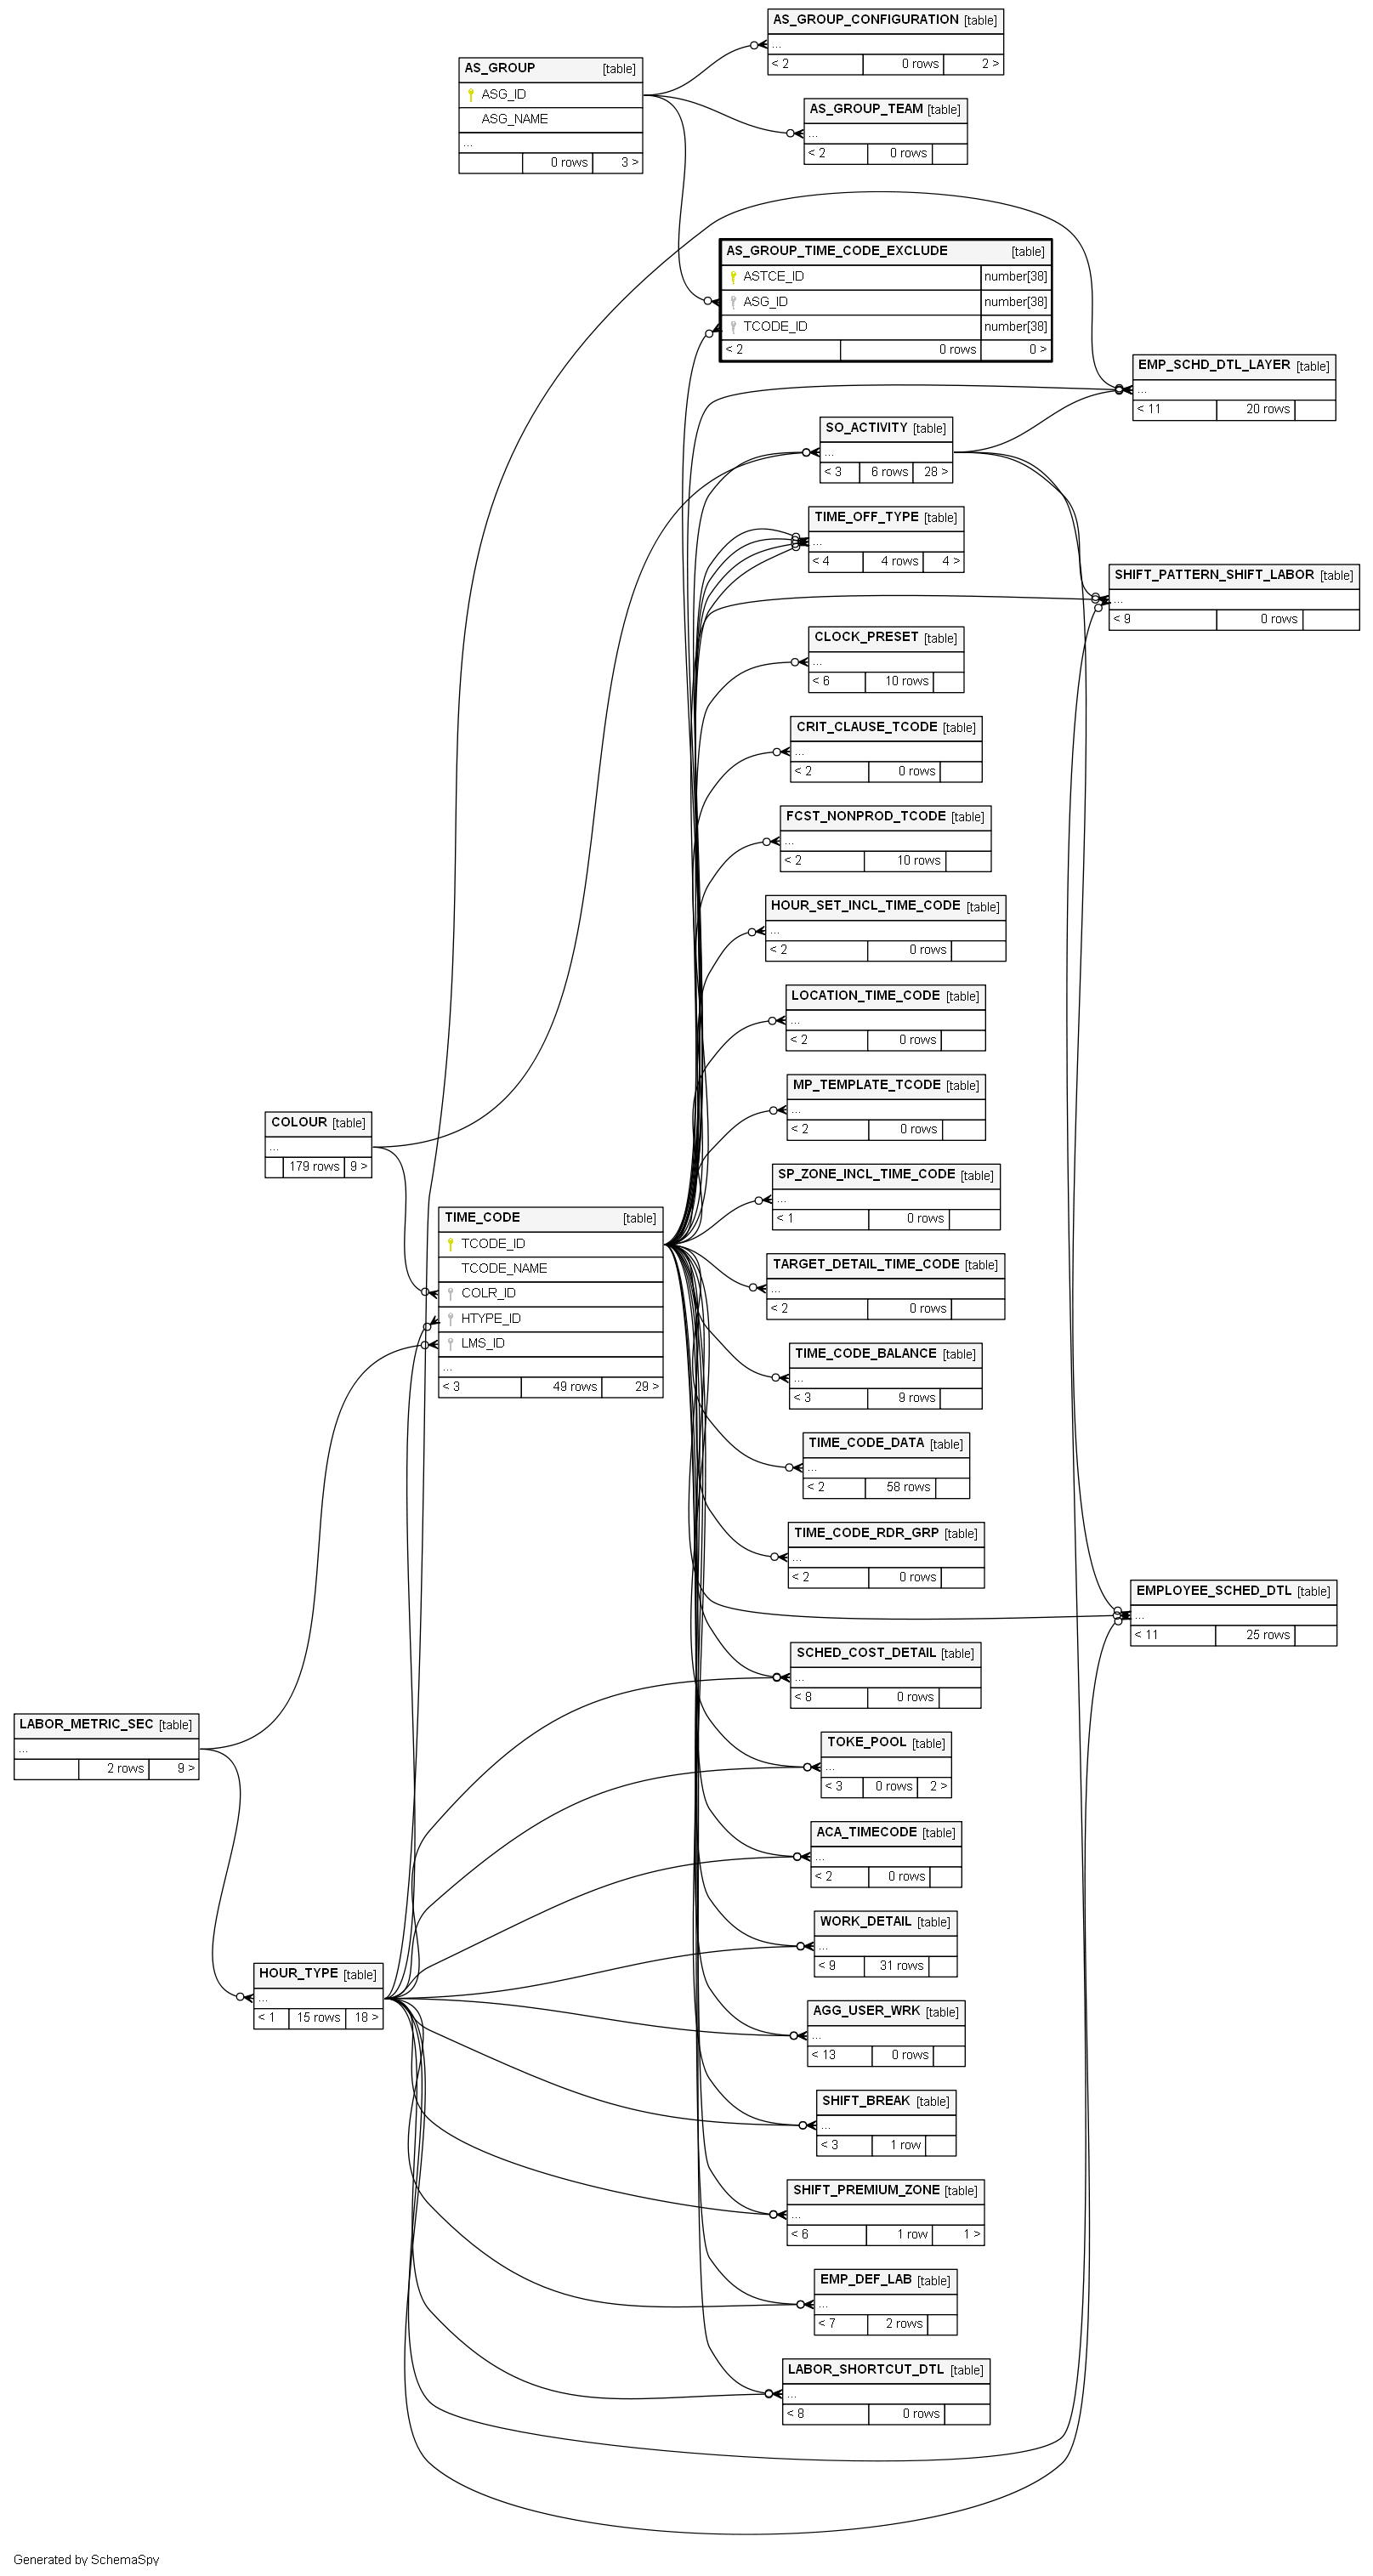 AS_GROUP_CONFIGURATION [table]
...
< 2 0 rows 2 >
AS_GROUP [table]
ASG_ID
ASG_NAME
...
0 rows 3 >
AS_GROUP_TEAM [table]
...
< 2 0 rows
AS_GROUP_TIME_CODE_EXCLUDE [table]
ASTCE_ID number[38]
ASG_ID number[38]
TCODE_ID number[38]
< 2 0 rows 0 >
EMP_SCHD_DTL_LAYER [table]
...
< 11 20 rows
SO_ACTIVITY [table]
...
< 3 6 rows 28 >
TIME_OFF_TYPE [table]
...
< 4 4 rows 4 >
SHIFT_PATTERN_SHIFT_LABOR [table]
...
< 9 0 rows
CLOCK_PRESET [table]
...
< 6 10 rows
CRIT_CLAUSE_TCODE [table]
...
< 2 0 rows
FCST_NONPROD_TCODE [table]
...
< 2 10 rows
HOUR_SET_INCL_TIME_CODE [table]
...
< 2 0 rows
LOCATION_TIME_CODE [table]
...
< 2 0 rows
MP_TEMPLATE_TCODE [table]
...
< 2 0 rows
COLOUR [table]
...
179 rows 9 >
SP_ZONE_INCL_TIME_CODE [table]
...
< 1 0 rows
TIME_CODE [table]
TCODE_ID
TCODE_NAME
COLR_ID
HTYPE_ID
LMS_ID
...
< 3 49 rows 29 >
TARGET_DETAIL_TIME_CODE [table]
...
< 2 0 rows
TIME_CODE_BALANCE [table]
...
< 3 9 rows
TIME_CODE_DATA [table]
...
< 2 58 rows
TIME_CODE_RDR_GRP [table]
...
< 2 0 rows
EMPLOYEE_SCHED_DTL [table]
...
< 11 25 rows
SCHED_COST_DETAIL [table]
...
< 8 0 rows
LABOR_METRIC_SEC [table]
...
2 rows 9 >
TOKE_POOL [table]
...
< 3 0 rows 2 >
ACA_TIMECODE [table]
...
< 2 0 rows
WORK_DETAIL [table]
...
< 9 31 rows
HOUR_TYPE [table]
...
< 1 15 rows 18 >
AGG_USER_WRK [table]
...
< 13 0 rows
SHIFT_BREAK [table]
...
< 3 1 row
SHIFT_PREMIUM_ZONE [table]
...
< 6 1 row 1 >
EMP_DEF_LAB [table]
...
< 7 2 rows
LABOR_SHORTCUT_DTL [table]
...
< 8 0 rows
Generated by SchemaSpy